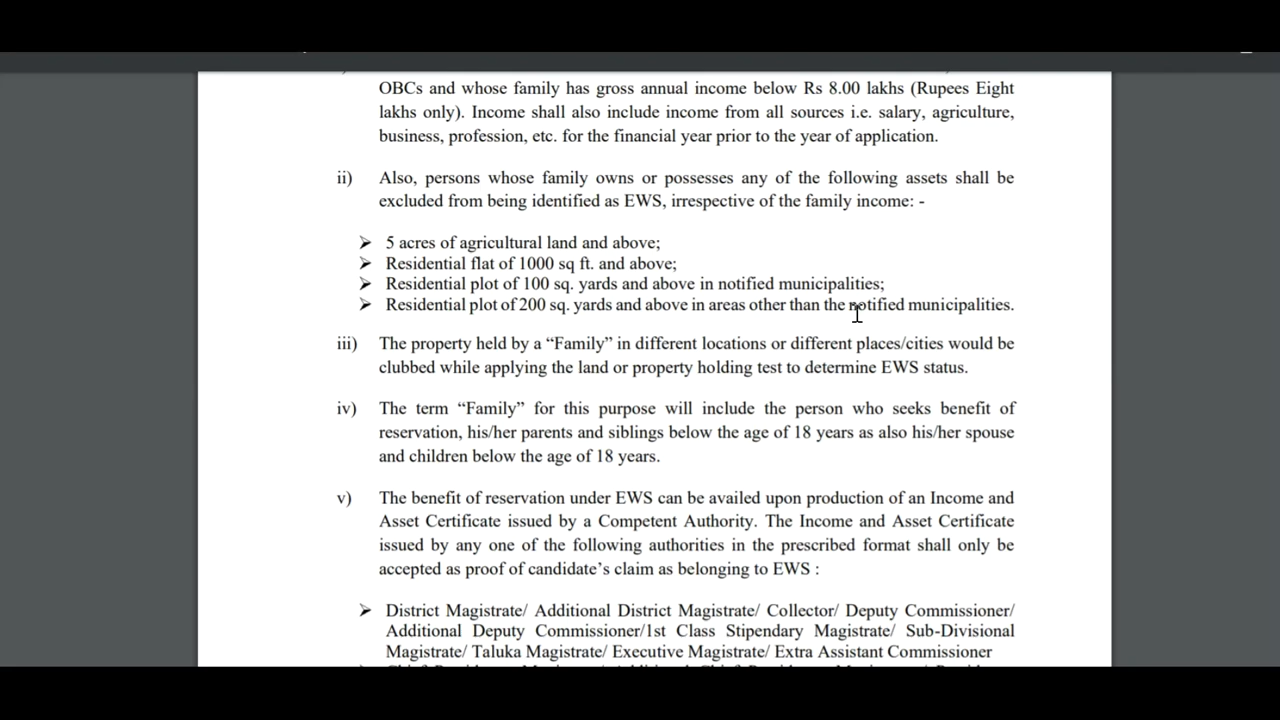 OBCs and whose family has gross annual income below Rs 8.00 lakhs (Rupees Eight
lakhs only). Income shall also include income from all sources i.e. salary, agriculture,
business, profession, etc. for the financial year prior to the year of application.
ii) Also, persons whose family owns or possesses any of the following assets shall be
excluded from being identified as EWS, irrespective of the family income: -
➢ 5 acres of agricultural land and above;
➢ Residential flat of 1000 sq ft. and above;
➢ Residential plot of 100 sq. yards and above in notified municipalities;
➢ Residential plot of 200 sq. yards and above in areas other than the notified municipalities.
iii) The property held by a “Family” in different locations or different places/cities would be
clubbed while applying the land or property holding test to determine EWS status.
iv) The term “Family” for this purpose will include the person who seeks benefit of
reservation, his/her parents and siblings below the age of 18 years as also his/her spouse
and children below the age of 18 years.
v) The benefit of reservation under EWS can be availed upon production of an Income and
Asset Certificate issued by a Competent Authority. The Income and Asset Certificate
issued by any one of the following authorities in the prescribed format shall only be
accepted as proof of candidate’s claim as belonging to EWS :
➢ District Magistrate/ Additional District Magistrate/ Collector/ Deputy Commissioner/
Additional Deputy Commissioner/1st Class Stipendary Magistrate/ Sub-Divisional
Magistrate/ Taluka Magistrate/ Executive Magistrate/ Extra Assistant Commissioner